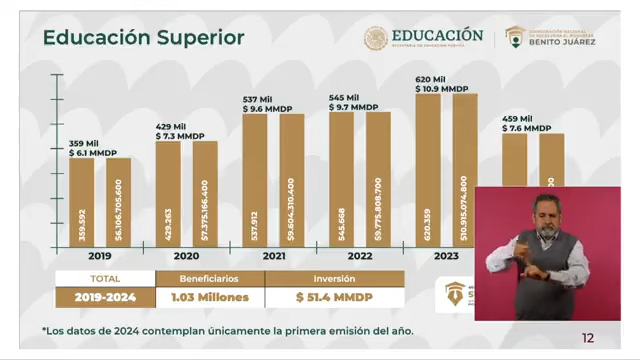 Educación Superior
EDUCACIÓN
SECRETARÍA DE EDUCACIÓN PÚBLICA
COORDINACIÓN NACIONAL
DE BECAS PARA EL BIENESTAR
BENITO JUÁREZ
359 Mil
$ 6.1 MMDP
429 Mil
$ 7.3 MMDP
537 Mil
$ 9.6 MMDP
545 Mil
$ 9.7 MMDP
620 Mil
$ 10.9 MMDP
459 Mil
$ 7.6 MMDP
359.592
$6,106.705.600
429.263
$7.375.166.400
537.912
$9.604.310.400
545.668
$9.775.808.700
620.359
$10.915.074.800
2019
2020
2021
2022
2023
TOTAL
Beneficiarios
Inversión
2019-2024
1.03 Millones
$ 51.4 MMDP
*Los datos de 2024 contemplan únicamente la primera emisión del año.
12